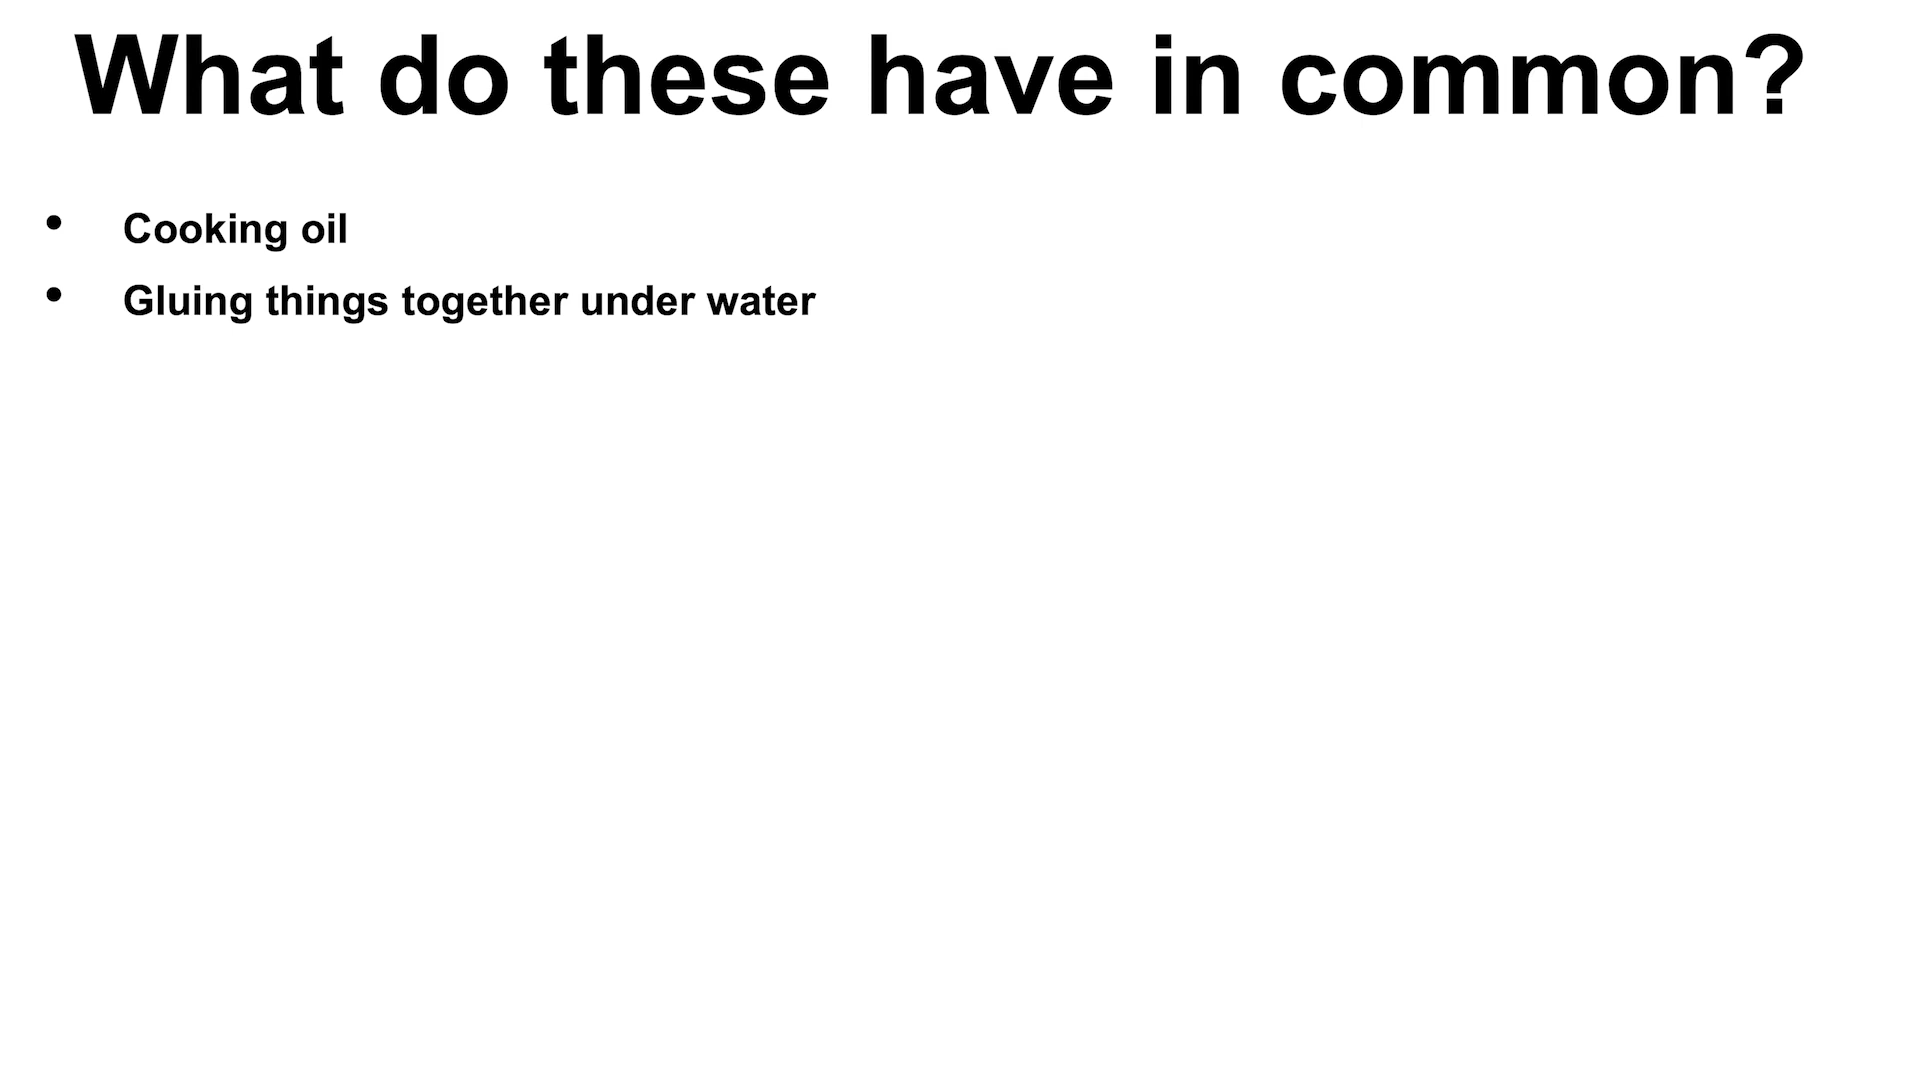 What do these have in common?
• Cooking oil
• Gluing things together under water